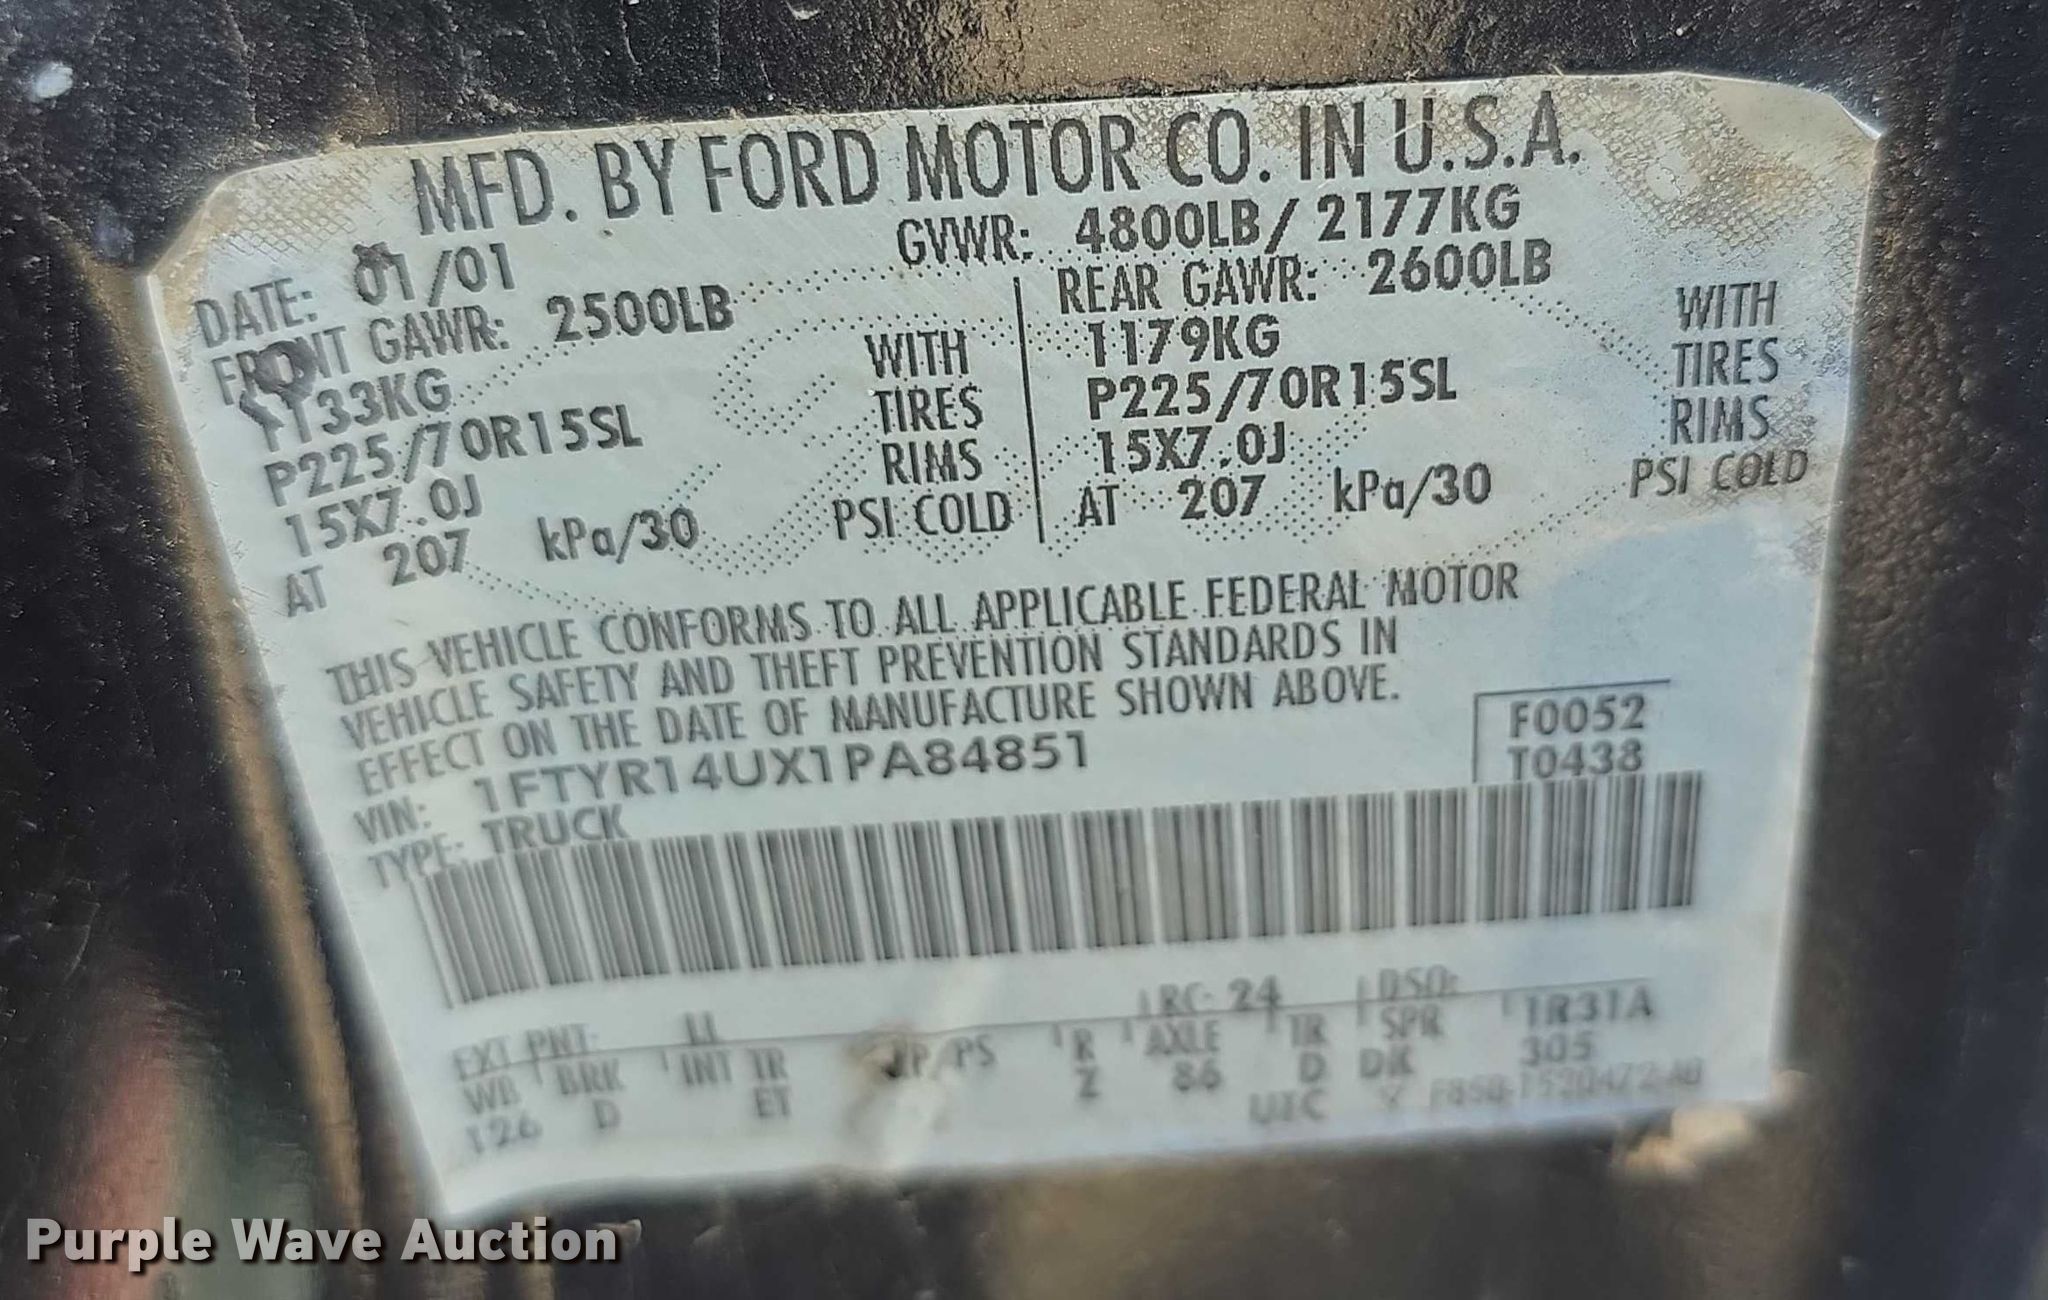 MFD. BY FORD MOTOR CO. IN U.S.A.
DATE: 01/01 GVWR: 4800LB/ 2177KG
FRONT GAWR: 2500LB REAR GAWR: 2600LB
1133KG WITH 1179KG WITH
P225/70R15SL TIRES P225/70R15SL TIRES
15X7.0J RIMS 15X7.0J RIMS
AT 207 kPa/30 PSI COLD AT 207 kPa/30 PSI COLD
THIS VEHICLE CONFORMS TO ALL APPLICABLE FEDERAL MOTOR
VEHICLE SAFETY AND THEFT PREVENTION STANDARDS IN
EFFECT ON THE DATE OF MANUFACTURE SHOWN ABOVE.
VIN: 1FTYR14UX1PA84851 F0052
TYPE: TRUCK T0438
EXT PNT: RC: 24 DSO:
WB BRK INT TR TP/PS R AXLE TR SPR 1R31A
126 D ET 2 86 D DK 305
UTC
Purple Wave Auction